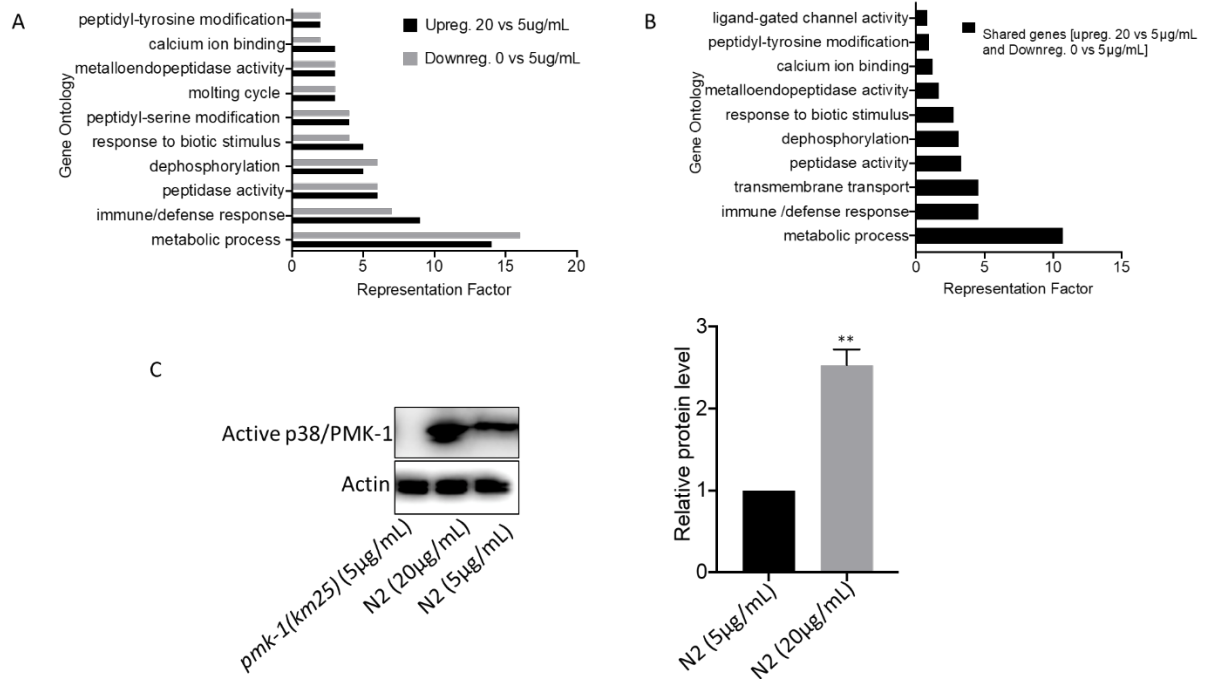 A
Gene Ontology
peptidyl-tyrosine modification
calcium ion binding
metalloendopeptidase activity
molting cycle
peptidyl-serine modification
response to biotic stimulus
dephosphorylation
peptidase activity
immune/defense response
metabolic process
0 5 10 15 20
Representation Factor
Upreg. 20 vs 5ug/mL
Downreg. 0 vs 5ug/mL
B
Gene Ontology
ligand-gated channel activity
peptidyl-tyrosine modification
calcium ion binding
metalloendopeptidase activity
response to biotic stimulus
dephosphorylation
peptidase activity
transmembrane transport
immune /defense response
metabolic process
0 5 10 15
Representation Factor
Shared genes [upreg. 20 vs 5µg/mL
and Downreg. 0 vs 5µg/mL]
C
Active p38/PMK-1
Actin
pmk-1(km25) (5µg/mL)
N2 (20µg/mL)
N2 (5µg/mL)
Relative protein level
3
2
1
0
**
N2 (5µg/mL)
N2 (20µg/mL)